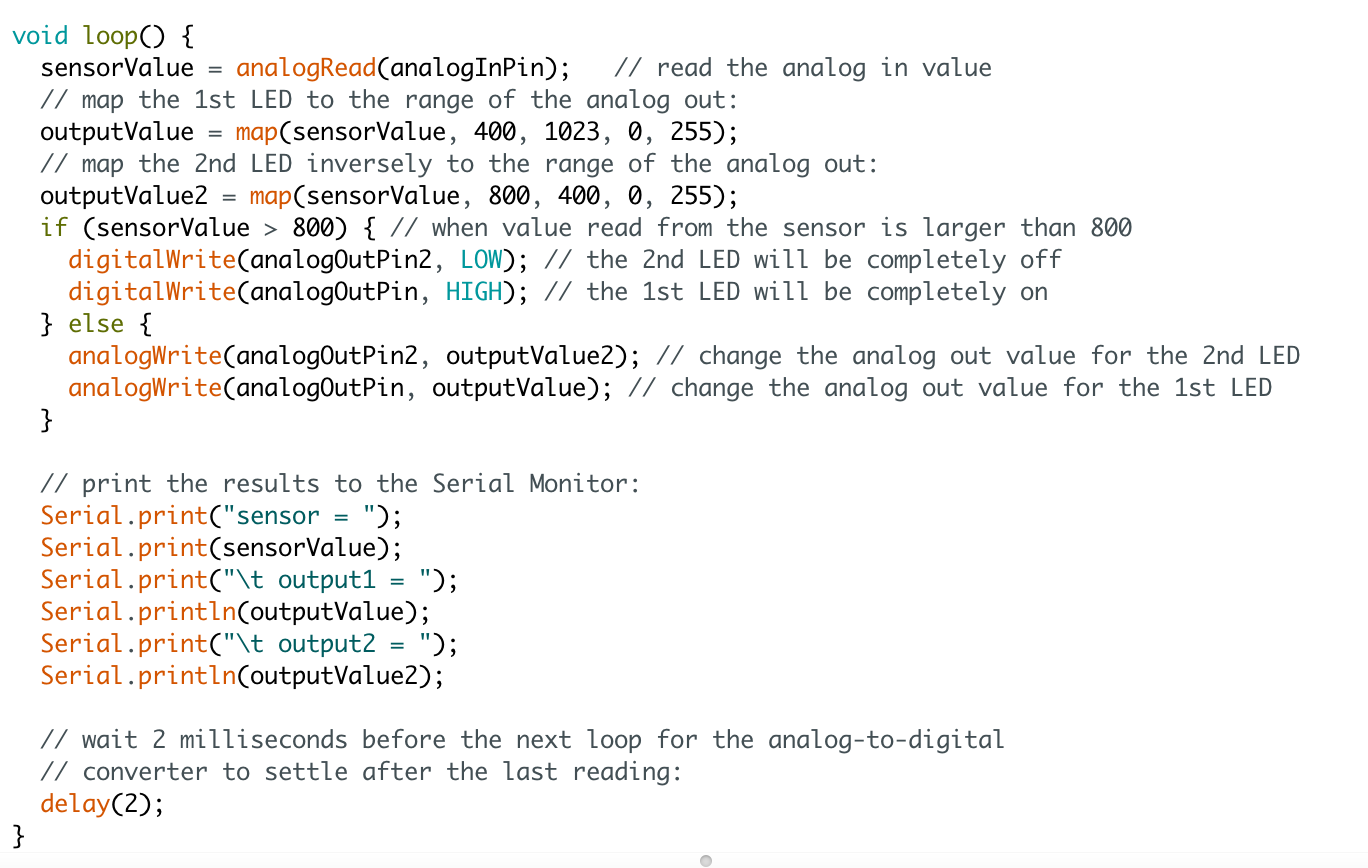 void loop() {
  sensorValue = analogRead(analogInPin);   // read the analog in value
  // map the 1st LED to the range of the analog out:
  outputValue = map(sensorValue, 400, 1023, 0, 255);
  // map the 2nd LED inversely to the range of the analog out:
  outputValue2 = map(sensorValue, 800, 400, 0, 255);
  if (sensorValue > 800) { // when value read from the sensor is larger than 800
    digitalWrite(analogOutPin2, LOW); // the 2nd LED will be completely off
    digitalWrite(analogOutPin, HIGH); // the 1st LED will be completely on
  } else {
    analogWrite(analogOutPin2, outputValue2); // change the analog out value for the 2nd LED
    analogWrite(analogOutPin, outputValue); // change the analog out value for the 1st LED
  }

  // print the results to the Serial Monitor:
  Serial.print("sensor = ");
  Serial.print(sensorValue);
  Serial.print("\t output1 = ");
  Serial.println(outputValue);
  Serial.print("\t output2 = ");
  Serial.println(outputValue2);

  // wait 2 milliseconds before the next loop for the analog-to-digital
  // converter to settle after the last reading:
  delay(2);
}